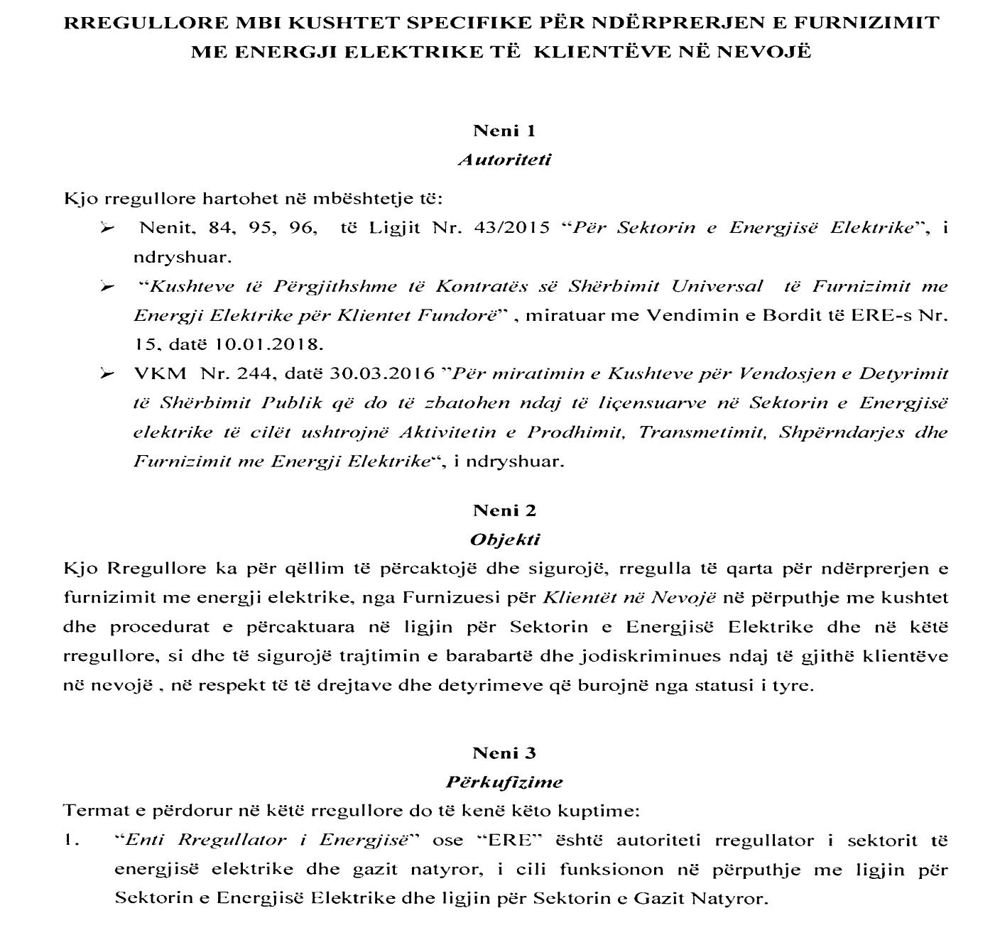 RREGULLORE MBI KUSHTET SPECIFIKE PËR NDËRPRERJEN E FURNIZIMIT
ME ENERGJI ELEKTRIKE TË KLIENTËVE NË NEVOJË
Neni 1
Autoriteti
Kjo rregullore hartohet në mbështetje të:
➢ Nenit, 84, 95, 96, të Ligjit Nr. 43/2015 “Për Sektorin e Energjisë Elektrike”, i
ndryshuar.
➢ “Kushteve të Përgjithshme të Kontratës së Shërbimit Universal të Furnizimit me
Energji Elektrike për Klientet Fundorë” , miratuar me Vendimin e Bordit të ERE-s Nr.
15, datë 10.01.2018.
➢ VKM Nr. 244, datë 30.03.2016 ”Për miratimin e Kushteve për Vendosjen e Detyrimit
të Shërbimit Publik që do të zbatohen ndaj të liçensuarve në Sektorin e Energjisë
elektrike të cilët ushtrojnë Aktivitetin e Prodhimit, Transmetimit, Shpërndarjes dhe
Furnizimit me Energji Elektrike“, i ndryshuar.
Neni 2
Objekti
Kjo Rregullore ka për qëllim të përcaktojë dhe sigurojë, rregulla të qarta për ndërprerjen e
furnizimit me energji elektrike, nga Furnizuesi për Klientët në Nevojë në përputhje me kushtet
dhe procedurat e përcaktuara në ligjin për Sektorin e Energjisë Elektrike dhe në këtë
rregullore, si dhe të sigurojë trajtimin e barabartë dhe jodiskriminues ndaj të gjithë klientëve
në nevojë , në respekt të të drejtave dhe detyrimeve që burojnë nga statusi i tyre.
Neni 3
Përkufizime
Termat e përdorur në këtë rregullore do të kenë këto kuptime:
1. “Enti Rregullator i Energjisë” ose “ERE” është autoriteti rregullator i sektorit të
energjisë elektrike dhe gazit natyror, i cili funksionon në përputhje me ligjin për
Sektorin e Energjisë Elektrike dhe ligjin për Sektorin e Gazit Natyror.